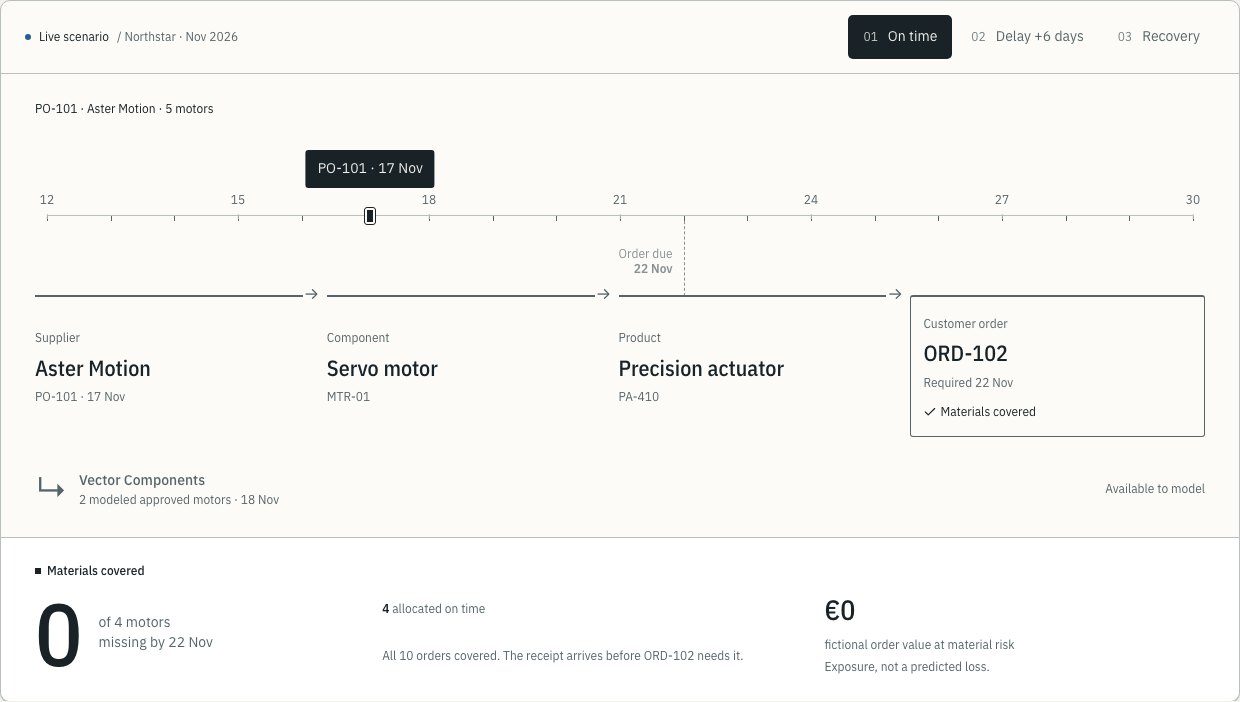 Live scenario / Northstar · Nov 2026
01 On time
02 Delay +6 days
03 Recovery
PO-101 · Aster Motion · 5 motors
PO-101 · 17 Nov
12 15 18 21 24 27 30
Order due
22 Nov
Supplier
Aster Motion
PO-101 · 17 Nov
Component
Servo motor
MTR-01
Product
Precision actuator
PA-410
Customer order
ORD-102
Required 22 Nov
Materials covered
Vector Components
2 modeled approved motors · 18 Nov
Available to model
Materials covered
0
of 4 motors
missing by 22 Nov
4 allocated on time
All 10 orders covered. The receipt arrives before ORD-102 needs it.
€0
fictional order value at material risk
Exposure, not a predicted loss.